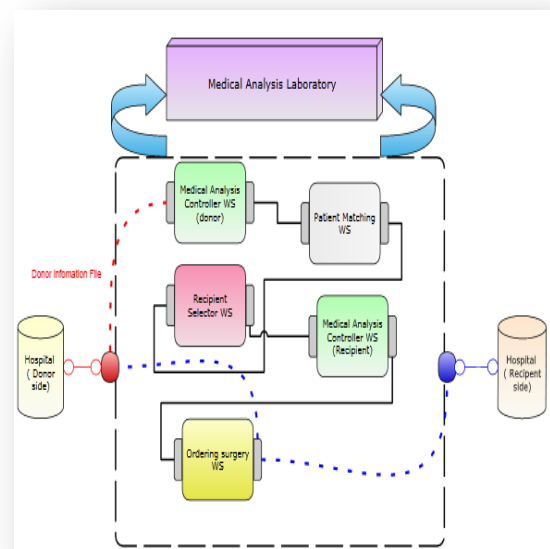 Medical Analysis Laboratory
Medical Analysis
Controller WS
(donor)
Patient Matching
WS
Donor Infomation File
Recipient
Selector WS
Medical Analysis
Controller WS
(Recipient)
Hospital
( Donor
side)
Hospital
( Recipent
side)
Ordering surgery
WS